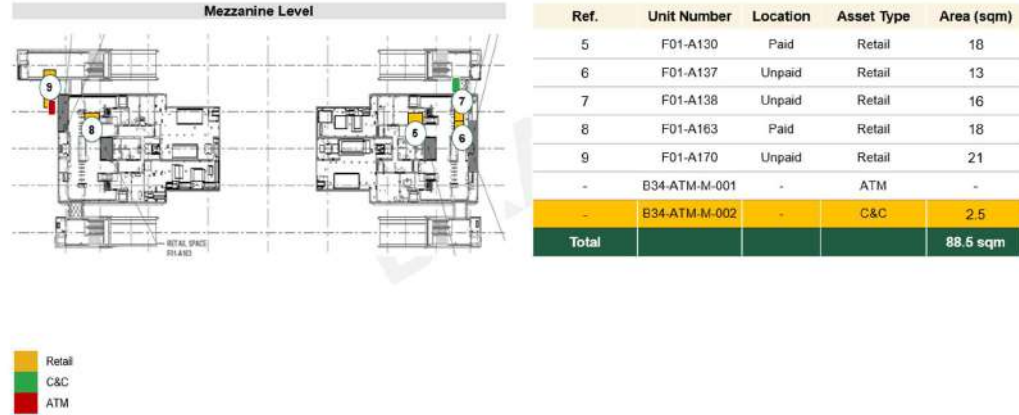 Mezzanine Level
9
8
5
7
6
RETAIL SPACE
F01-A163
Ref. Unit Number Location Asset Type Area (sqm)
5 F01-A130 Paid Retail 18
6 F01-A137 Unpaid Retail 13
7 F01-A138 Unpaid Retail 16
8 F01-A163 Paid Retail 18
9 F01-A170 Unpaid Retail 21
- B34-ATM-M-001 - ATM -
- B34-ATM-M-002 - C&C 2.5
Total 88.5 sqm
Retail
C&C
ATM